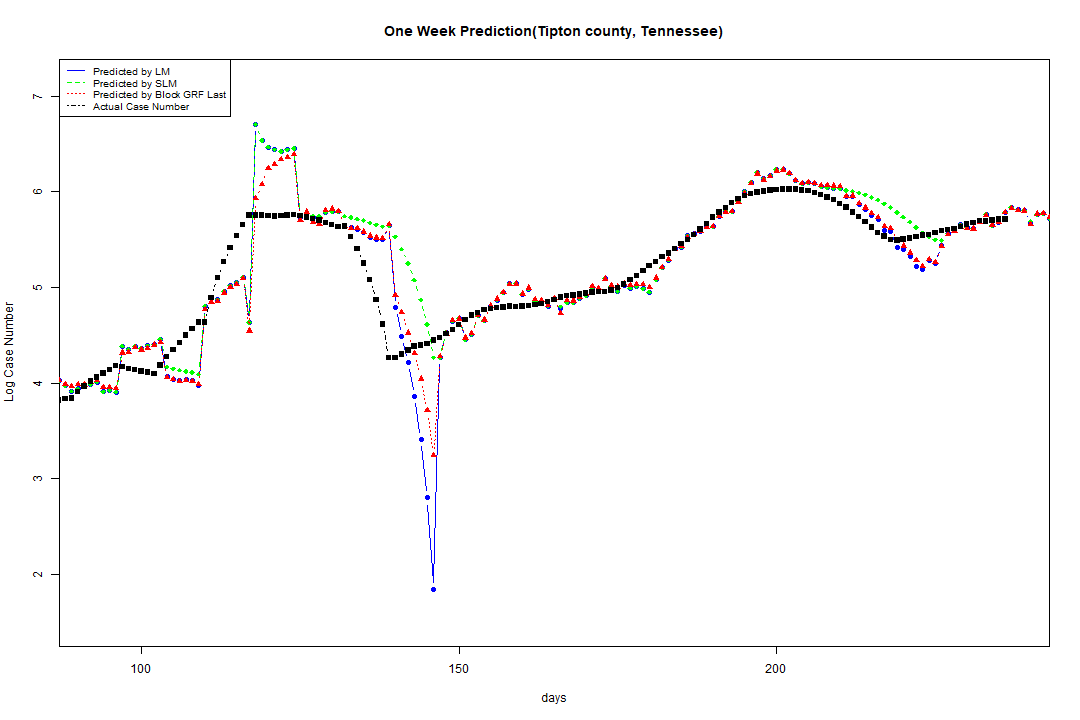 One Week Prediction(Tipton county, Tennessee)
Predicted by LM
Predicted by SLM
Predicted by Block GRF Last
Actual Case Number
7
6
5
4
3
2
Log Case Number
100 150 200
days